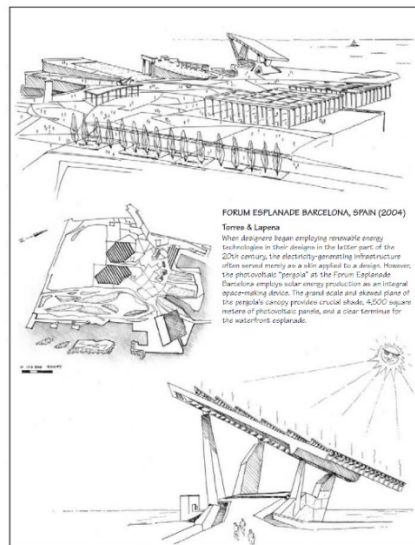 FORUM ESPLANADE BARCELONA, SPAIN (2004)
Torres & Lapena
When designers began employing renewable energy
technologies in their designs in the latter part of the
20th century, the electricity-generating infrastructure
often served merely as a skin applied to a design. However,
the photovoltaic "pergola" at the Forum Esplanade
Barcelona employs solar energy production as an integral
space-making device. The grand scale and skewed plane of
the pergola's canopy provides crucial shade, 4,500 square
meters of photovoltaic panels, and a clear terminus for
the waterfront esplanade.